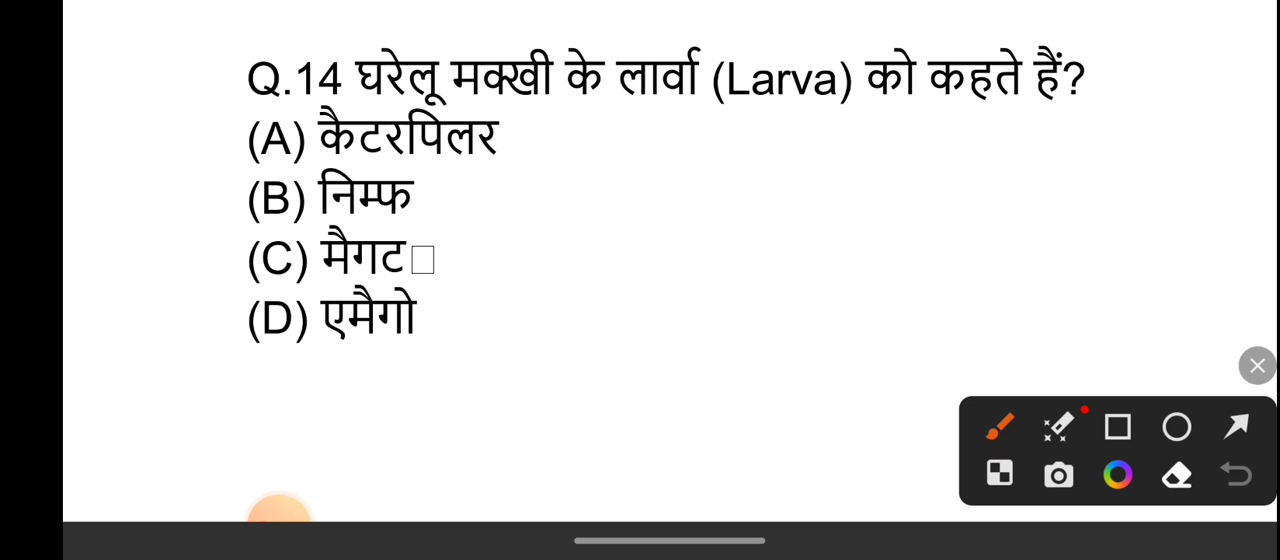 Q.14 घरेलू मक्खी के लार्वा (Larva) को कहते हैं?
(A) कैटरपिलर
(B) निम्फ
(C) मैगट
(D) एमैगो